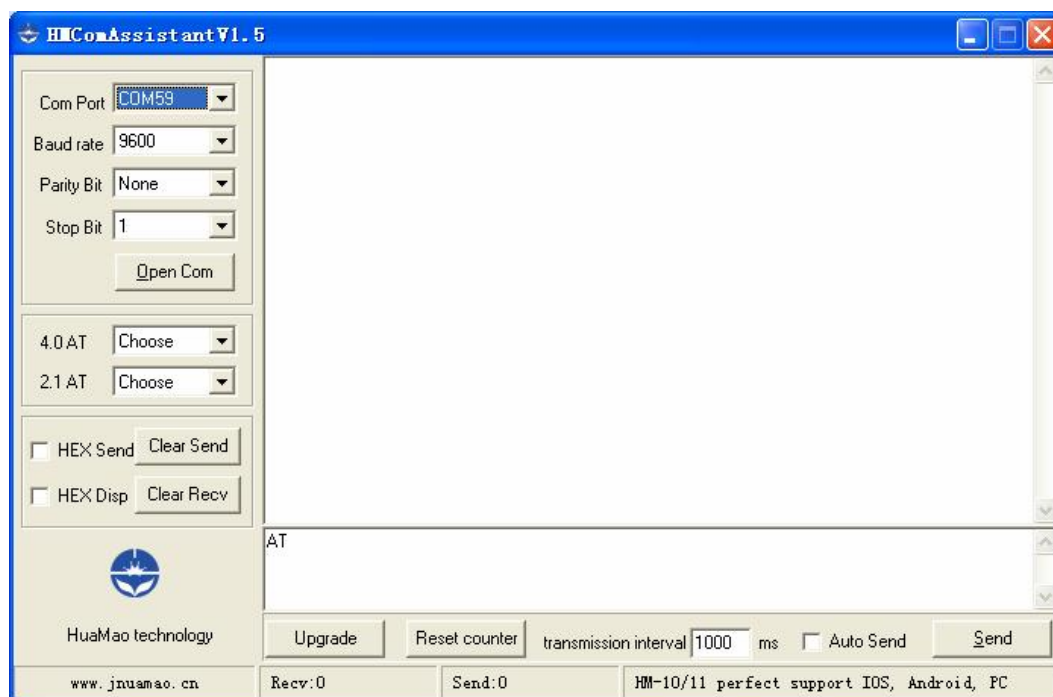 HMComAssistantV1.5
Com Port COM59
Baud rate 9600
Parity Bit None
Stop Bit 1
Open Com
4.0 AT Choose
2.1 AT Choose
HEX Send Clear Send
HEX Disp Clear Recv
AT
HuaMao technology
Upgrade Reset counter transmission interval 1000 ms Auto Send Send
www.jnuamao.cn Recv:0 Send:0 HM-10/11 perfect support IOS, Android, PC